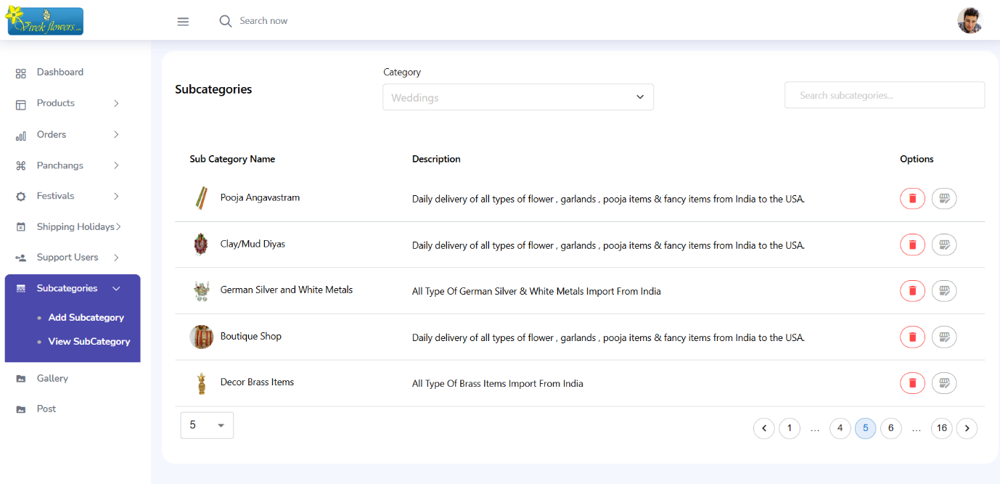 Vivek flowers.com
Search now
Dashboard
Products
Orders
Panchangs
Festivals
Shipping Holidays
Support Users
Subcategories
Add Subcategory
View SubCategory
Gallery
Post
Subcategories
Category
Weddings
Search subcategories...
Sub Category Name Description Options
Pooja Angavastram Daily delivery of all types of flower , garlands , pooja items & fancy items from India to the USA.
Clay/Mud Diyas Daily delivery of all types of flower , garlands , pooja items & fancy items from India to the USA.
German Silver and White Metals All Type Of German Silver & White Metals Import From India
Boutique Shop Daily delivery of all types of flower , garlands , pooja items & fancy items from India to the USA.
Decor Brass Items All Type Of Brass Items Import From India
5
1 ... 4 5 6 ... 16